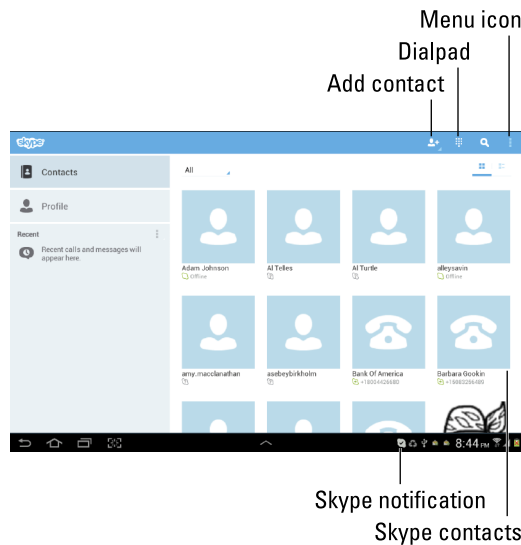 Menu icon
Dialpad
Add contact
skype
Contacts
All
Profile
Recent
Recent calls and messages will
appear here.
Adam Johnson
Offline
Al Telles
Al Turtle
alleysavin
Offline
amy.macclanathan
asebeybirkholm
Bank Of America
+18004426680
Barbara Gookin
8:44 PM
Skype notification
Skype contacts